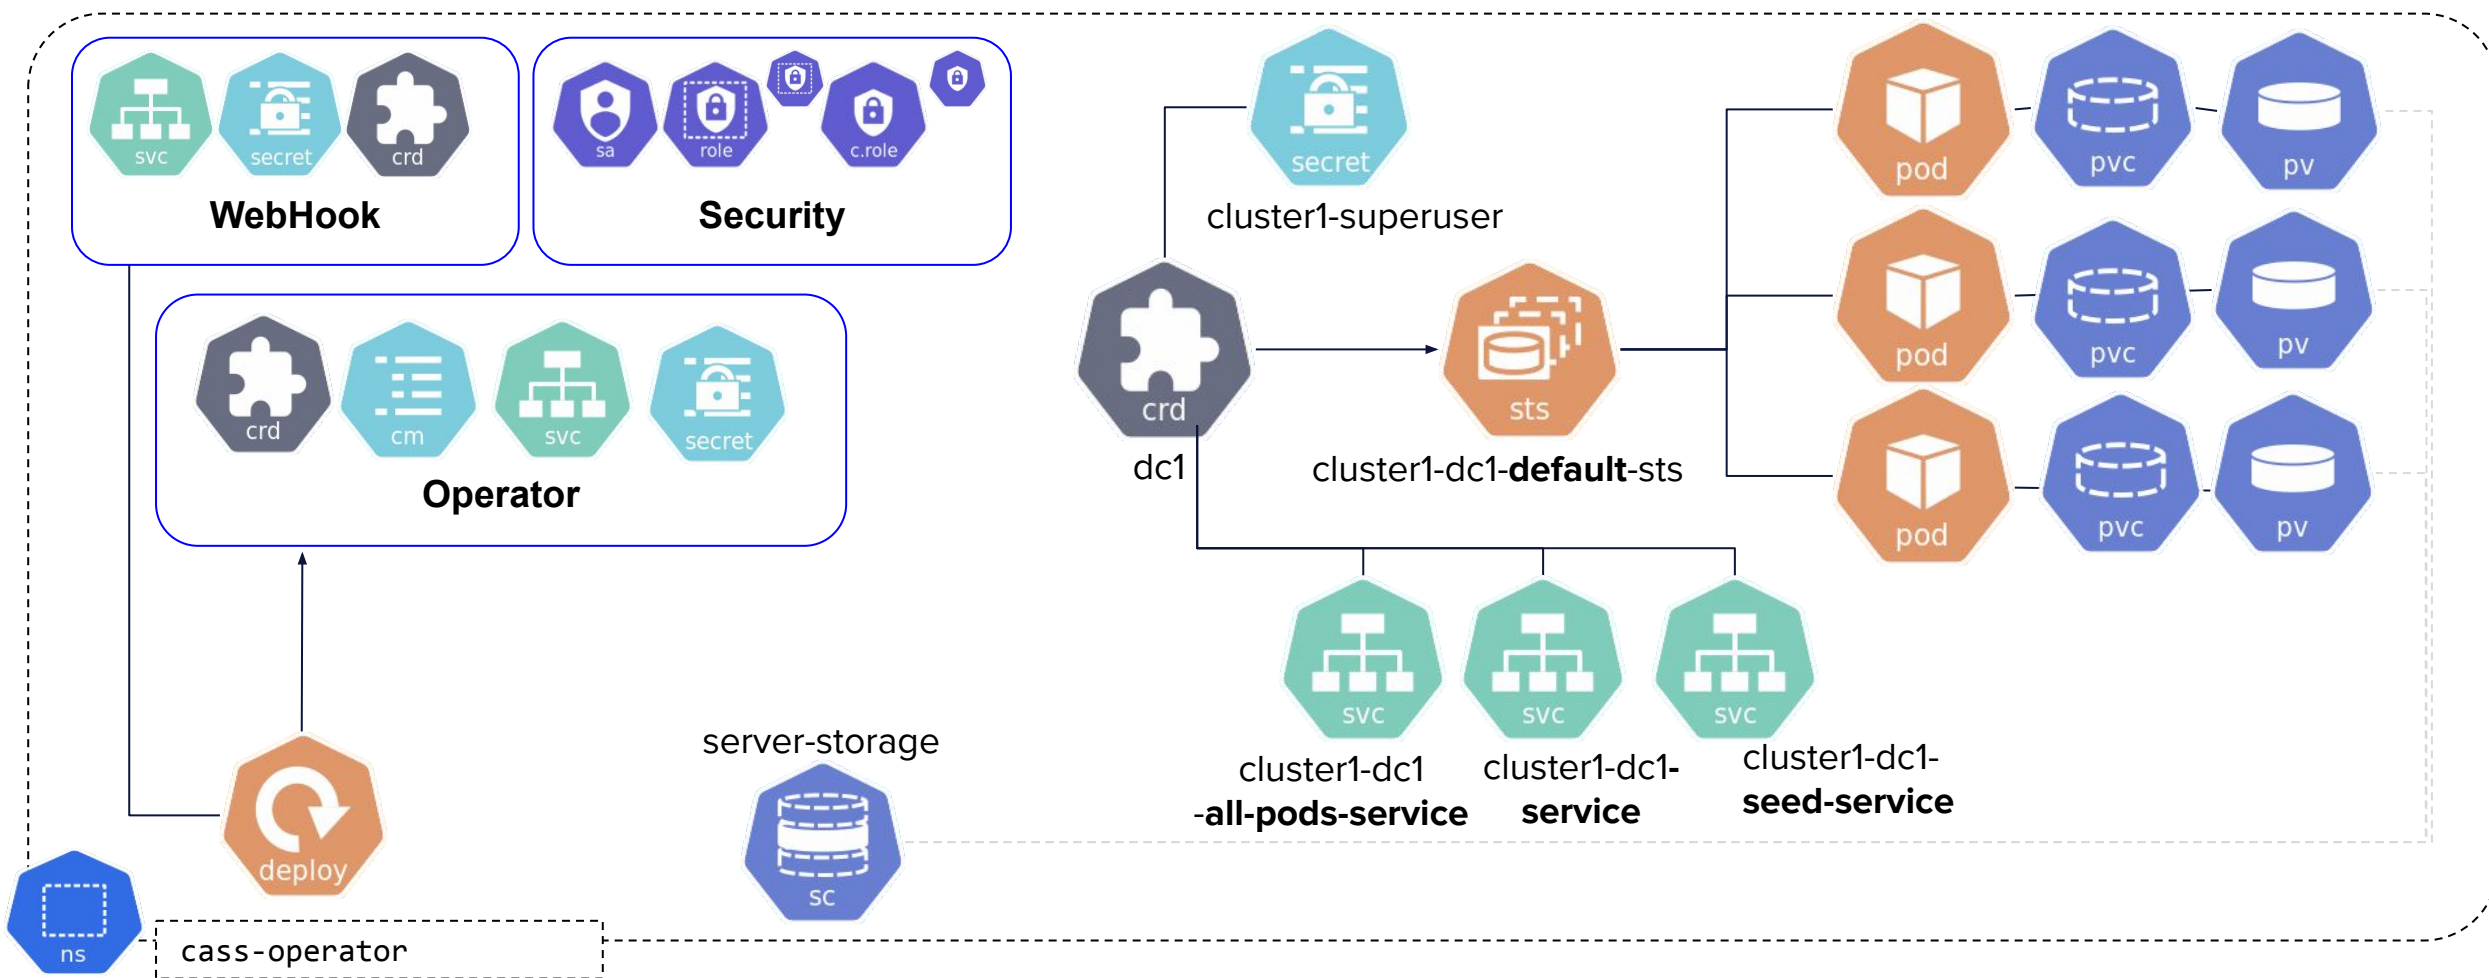 svc
secret
crd
WebHook
sa
role
c.role
Security
crd
cm
svc
secret
Operator
deploy
ns
cass-operator
server-storage
sc
secret
cluster1-superuser
crd
dc1
sts
cluster1-dc1-default-sts
pod
pvc
pv
pod
pvc
pv
pod
pvc
pv
svc
cluster1-dc1
-all-pods-service
svc
cluster1-dc1-
service
svc
cluster1-dc1-
seed-service